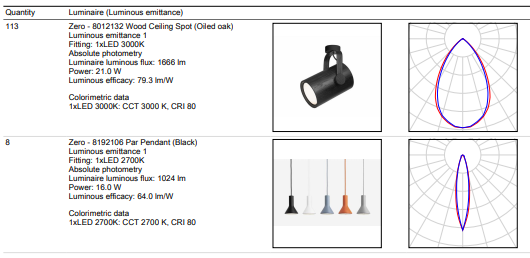 Quantity Luminaire (Luminous emittance)
113 Zero - 8012132 Wood Ceiling Spot (Oiled oak)
Luminous emittance 1
Fitting: 1xLED 3000K
Absolute photometry
Luminaire luminous flux: 1666 lm
Power: 21.0 W
Luminous efficacy: 79.3 lm/W
Colorimetric data
1xLED 3000K: CCT 3000 K, CRI 80
8 Zero - 8192106 Par Pendant (Black)
Luminous emittance 1
Fitting: 1xLED 2700K
Absolute photometry
Luminaire luminous flux: 1024 lm
Power: 16.0 W
Luminous efficacy: 64.0 lm/W
Colorimetric data
1xLED 2700K: CCT 2700 K, CRI 80